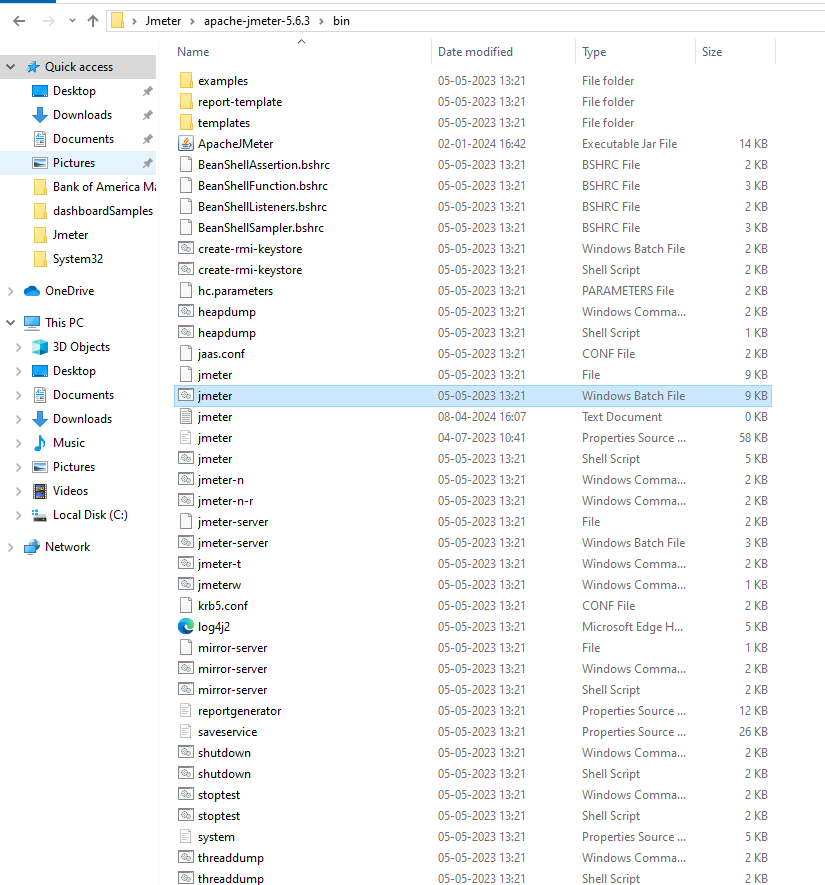 Jmeter > apache-jmeter-5.6.3 > bin
Name Date modified Type Size
Quick access
Desktop
Downloads
Documents
Pictures
Bank of America Ma
dashboardSamples
Jmeter
System32
OneDrive
This PC
3D Objects
Desktop
Documents
Downloads
Music
Pictures
Videos
Local Disk (C:)
Network
examples 05-05-2023 13:21 File folder
report-template 05-05-2023 13:21 File folder
templates 05-05-2023 13:21 File folder
ApacheJMeter 02-01-2024 16:42 Executable Jar File 14 KB
BeanShellAssertion.bshrc 05-05-2023 13:21 BSHRC File 2 KB
BeanShellFunction.bshrc 05-05-2023 13:21 BSHRC File 3 KB
BeanShellListeners.bshrc 05-05-2023 13:21 BSHRC File 2 KB
BeanShellSampler.bshrc 05-05-2023 13:21 BSHRC File 3 KB
create-rmi-keystore 05-05-2023 13:21 Windows Batch File 2 KB
create-rmi-keystore 05-05-2023 13:21 Shell Script 2 KB
hc.parameters 05-05-2023 13:21 PARAMETERS File 2 KB
heapdump 05-05-2023 13:21 Windows Comma... 2 KB
heapdump 05-05-2023 13:21 Shell Script 1 KB
jaas.conf 05-05-2023 13:21 CONF File 2 KB
jmeter 05-05-2023 13:21 File 9 KB
jmeter 05-05-2023 13:21 Windows Batch File 9 KB
jmeter 08-04-2024 16:07 Text Document 0 KB
jmeter 04-07-2023 10:41 Properties Source ... 58 KB
jmeter 05-05-2023 13:21 Shell Script 5 KB
jmeter-n 05-05-2023 13:21 Windows Comma... 2 KB
jmeter-n-r 05-05-2023 13:21 Windows Comma... 2 KB
jmeter-server 05-05-2023 13:21 File 2 KB
jmeter-server 05-05-2023 13:21 Windows Batch File 3 KB
jmeter-t 05-05-2023 13:21 Windows Comma... 2 KB
jmeterw 05-05-2023 13:21 Windows Comma... 1 KB
krb5.conf 05-05-2023 13:21 CONF File 2 KB
log4j2 05-05-2023 13:21 Microsoft Edge H... 5 KB
mirror-server 05-05-2023 13:21 File 1 KB
mirror-server 05-05-2023 13:21 Windows Comma... 2 KB
mirror-server 05-05-2023 13:21 Shell Script 2 KB
reportgenerator 05-05-2023 13:21 Properties Source ... 12 KB
saveservice 05-05-2023 13:21 Properties Source ... 26 KB
shutdown 05-05-2023 13:21 Windows Comma... 2 KB
shutdown 05-05-2023 13:21 Shell Script 2 KB
stoptest 05-05-2023 13:21 Windows Comma... 2 KB
stoptest 05-05-2023 13:21 Shell Script 2 KB
system 05-05-2023 13:21 Properties Source ... 5 KB
threaddump 05-05-2023 13:21 Windows Comma... 2 KB
threaddump 05-05-2023 13:21 Shell Script 2 KB